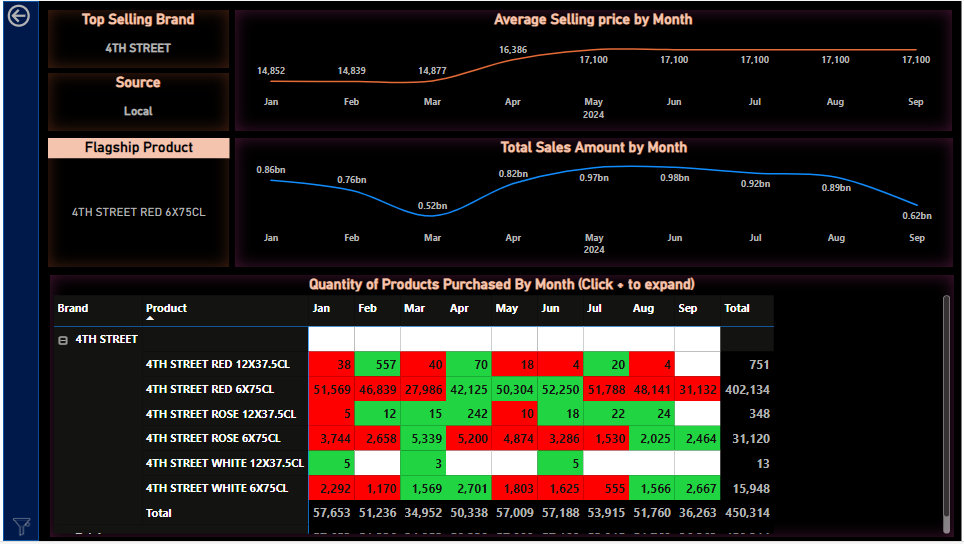 Top Selling Brand
4TH STREET
Source
Local
Flagship Product
4TH STREET RED 6X75CL
Average Selling price by Month
14,852 14,839 14,877 16,386 17,100 17,100 17,100 17,100 17,100
Jan Feb Mar Apr May Jun Jul Aug Sep
2024
Total Sales Amount by Month
0.86bn 0.76bn 0.52bn 0.82bn 0.97bn 0.98bn 0.92bn 0.89bn 0.62bn
Jan Feb Mar Apr May Jun Jul Aug Sep
2024
Quantity of Products Purchased By Month (Click + to expand)
Brand Product Jan Feb Mar Apr May Jun Jul Aug Sep Total
4TH STREET
4TH STREET RED 12X37.5CL 38 557 40 70 18 4 20 4 751
4TH STREET RED 6X75CL 51,569 46,839 27,986 42,125 50,304 52,250 51,788 48,141 31,132 402,134
4TH STREET ROSE 12X37.5CL 5 12 15 242 10 18 22 24 348
4TH STREET ROSE 6X75CL 3,744 2,658 5,339 5,200 4,874 3,286 1,530 2,025 2,464 31,120
4TH STREET WHITE 12X37.5CL 5 3 5 13
4TH STREET WHITE 6X75CL 2,292 1,170 1,569 2,701 1,803 1,625 555 1,566 2,667 15,948
Total 57,653 51,236 34,952 50,338 57,009 57,188 53,915 51,760 36,263 450,314